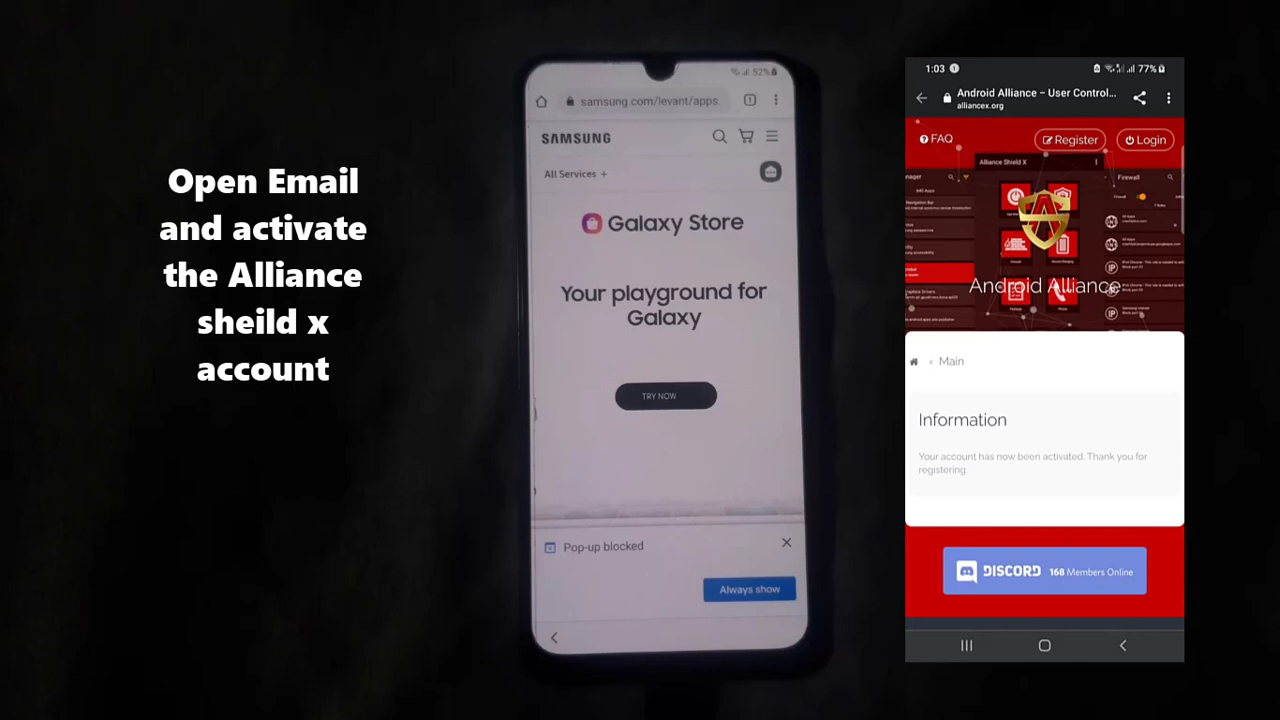 Open Email
and activate
the Alliance
sheild x
account
52%
samsung.com/levant/apps
1
SAMSUNG
All Services +
Galaxy Store
Your playground for
Galaxy
TRY NOW
Pop-up blocked
Always show
1:03
77%
Android Alliance – User Control...
alliancex.org
FAQ
Register
Login
Alliance Shield X
Firewall
Android Alliance
Main
Information
Your account has now been activated. Thank you for
registering.
DISCORD 168 Members Online